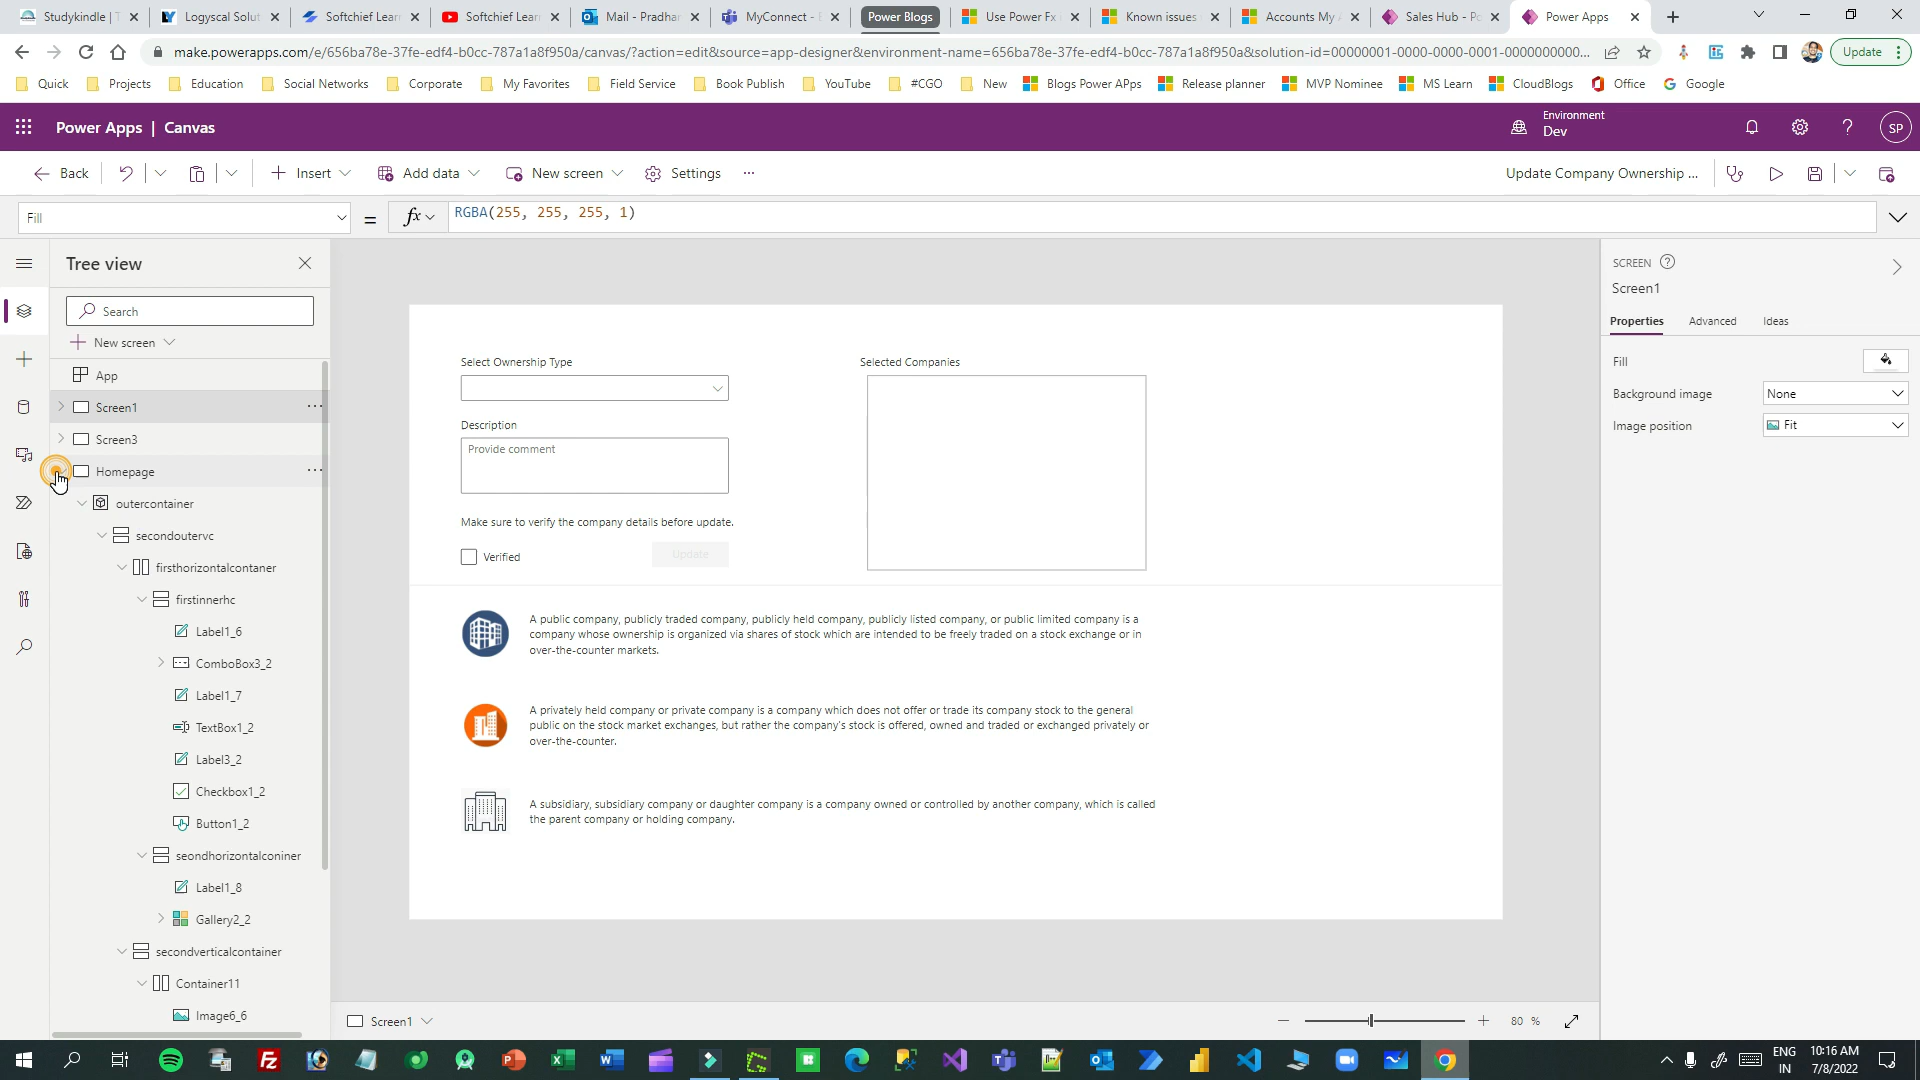 Studykindle | T
Logyscal Solut
Softchief Lear
Softchief Lear
Mail - Pradha
MyConnect -
Power Blogs
Use Power Fx
Known issues
Accounts My
Sales Hub - Po
Power Apps
make.powerapps.com/e/656ba78e-37fe-edf4-b0cc-787a1a8f950a/canvas/?action=edit&source=app-designer&environment-name=656ba78e-37fe-edf4-b0cc-787a1a8f950a&solution-id=00000001-0000-0000-0001-0000000000...
Update
Quick
Projects
Education
Social Networks
Corporate
My Favorites
Field Service
Book Publish
YouTube
#CGO
New
Blogs Power APps
Release planner
MVP Nominee
MS Learn
CloudBlogs
Office
Google
Power Apps | Canvas
Environment
Dev
SP
Back
Insert
Add data
New screen
Settings
Update Company Ownership ...
Fill
=
fx
RGBA(255, 255, 255, 1)
Tree view
Search
New screen
App
Screen1
Screen3
Homepage
outercontainer
secondoutervc
firsthorizontalcontaner
firstinnerhc
Label1_6
ComboBox3_2
Label1_7
TextBox1_2
Label3_2
Checkbox1_2
Button1_2
seondhorizontalconiner
Label1_8
Gallery2_2
secondverticalcontainer
Container11
Image6_6
Select Ownership Type
Description
Provide comment
Make sure to verify the company details before update.
Verified
Update
Selected Companies
A public company, publicly traded company, publicly held company, publicly listed company, or public limited company is a
company whose ownership is organized via shares of stock which are intended to be freely traded on a stock exchange or in
over-the-counter markets.
A privately held company or private company is a company which does not offer or trade its company stock to the general
public on the stock market exchanges, but rather the company's stock is offered, owned and traded or exchanged privately or
over-the-counter.
A subsidiary, subsidiary company or daughter company is a company owned or controlled by another company, which is called
the parent company or holding company.
Screen1
80 %
SCREEN
Screen1
Properties
Advanced
Ideas
Fill
Background image
None
Image position
Fit
ENG
IN
10:16 AM
7/8/2022